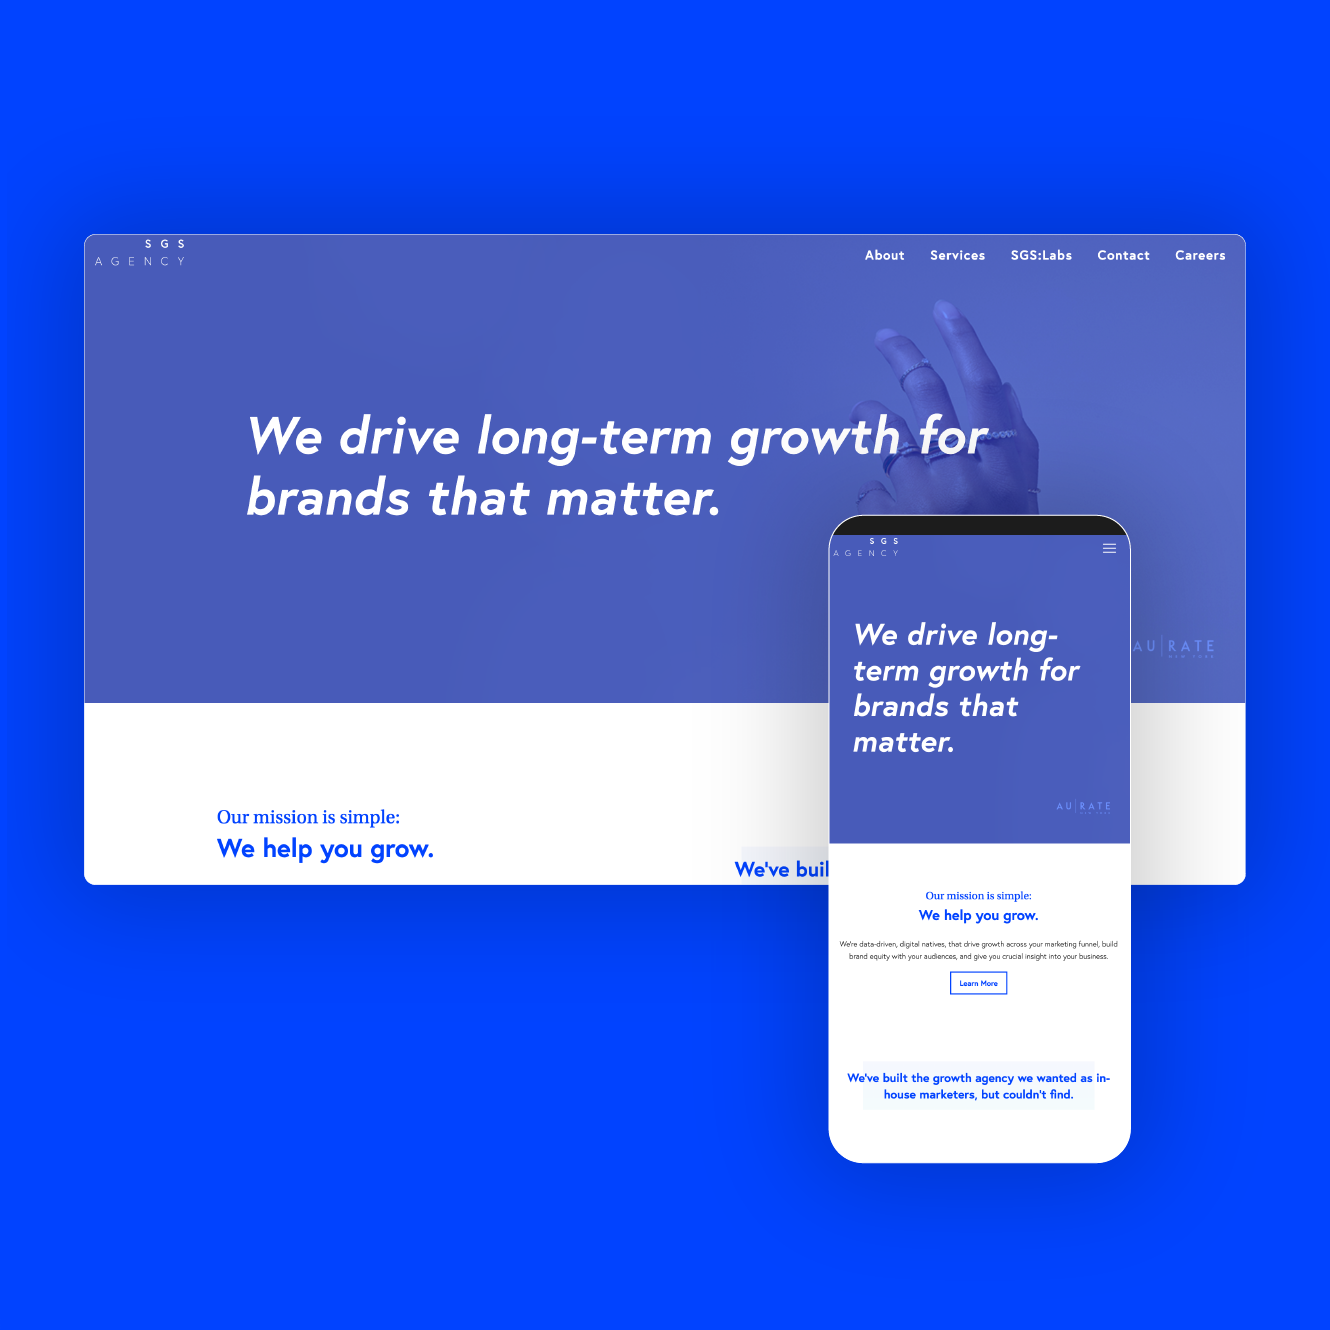 SGS
AGENCY
About Services SGS:Labs Contact Careers
We drive long-term growth for
brands that matter.
AU|RATE
NEW YORK
Our mission is simple:
We help you grow.
We've buil
SGS
AGENCY
We drive long-
term growth for
brands that
matter.
AU|RATE
NEW YORK
Our mission is simple:
We help you grow.
We're data-driven, digital natives, that drive growth across your marketing funnel, build
brand equity with your audiences, and give you crucial insight into your business.
Learn More
We've built the growth agency we wanted as in-
house marketers, but couldn't find.